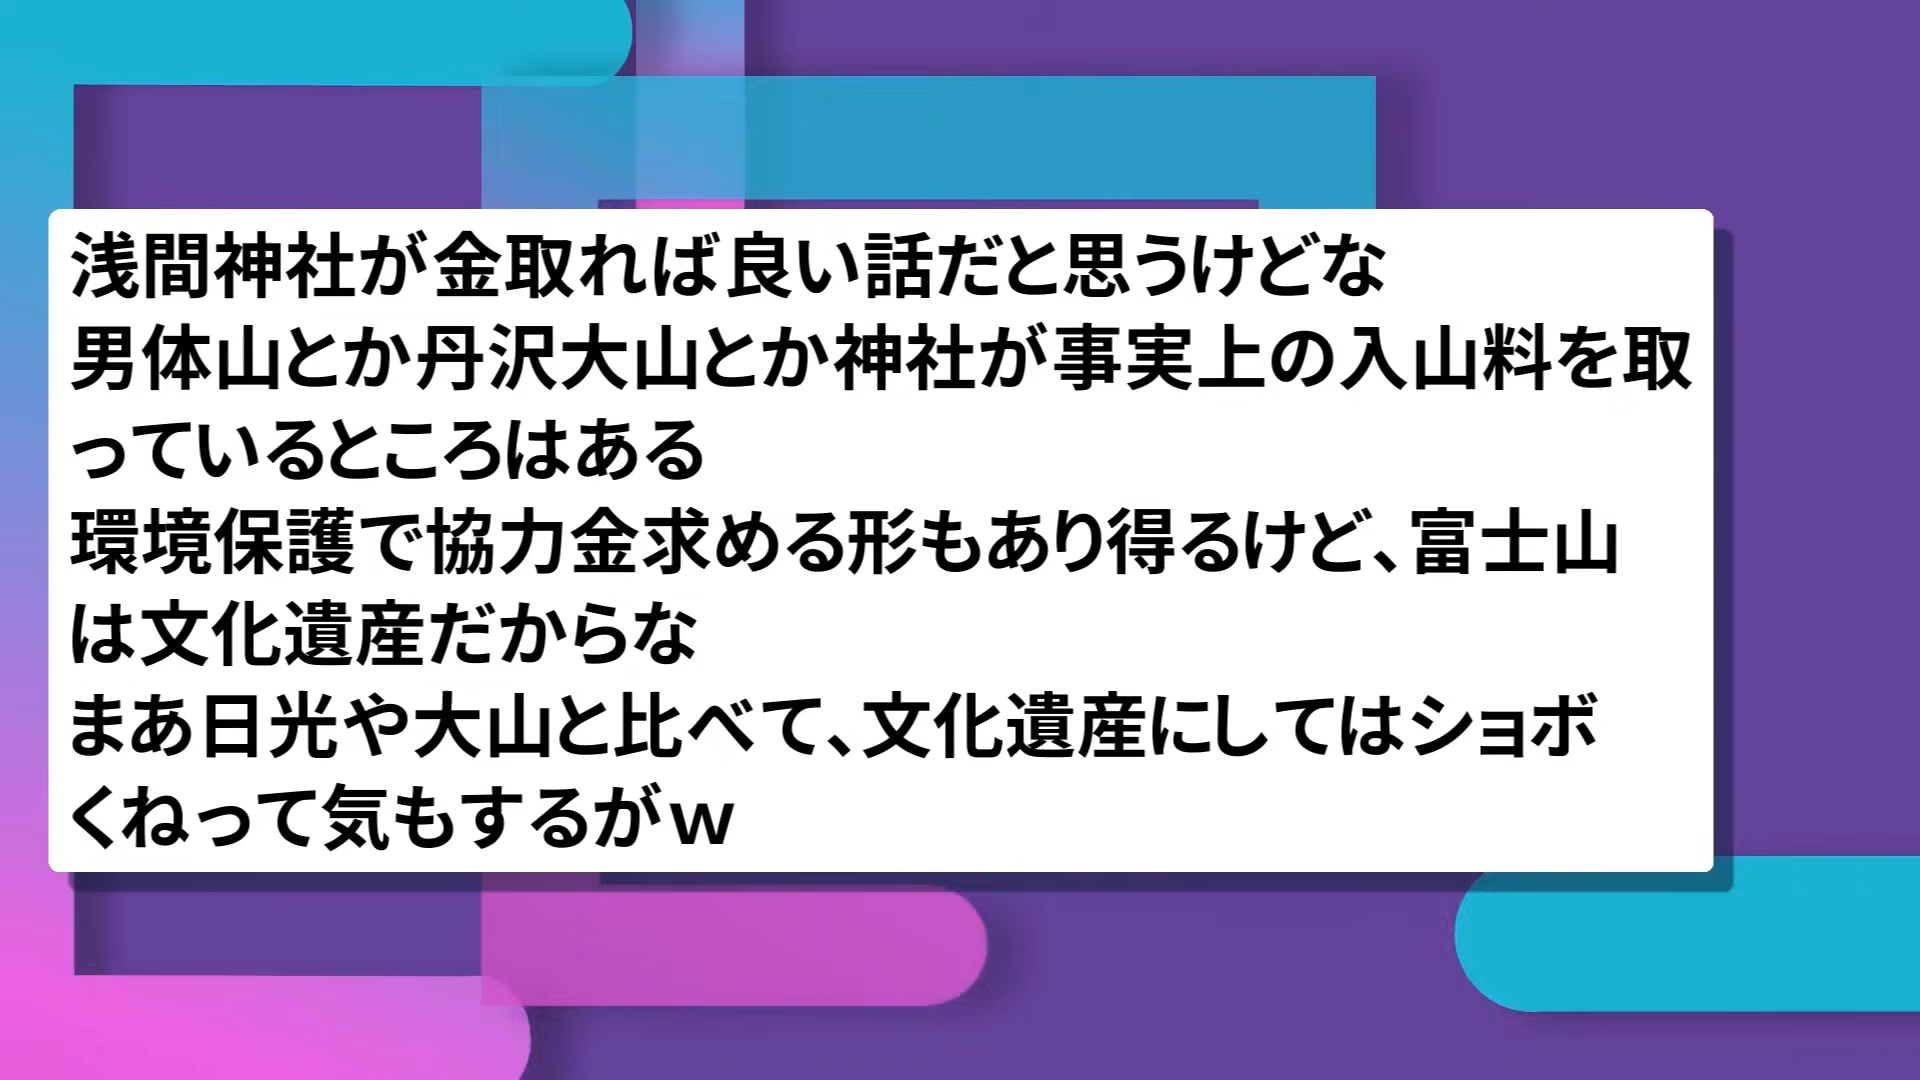 浅間神社が金取れば良い話だと思うけどな
男体山とか丹沢大山とか神社が事実上の入山料を取
っているところはある
環境保護で協力金求める形もあり得るけど、富士山
は文化遺産だからな
まあ日光や大山と比べて、文化遺産にしてはショボ
くねって気もするがｗ